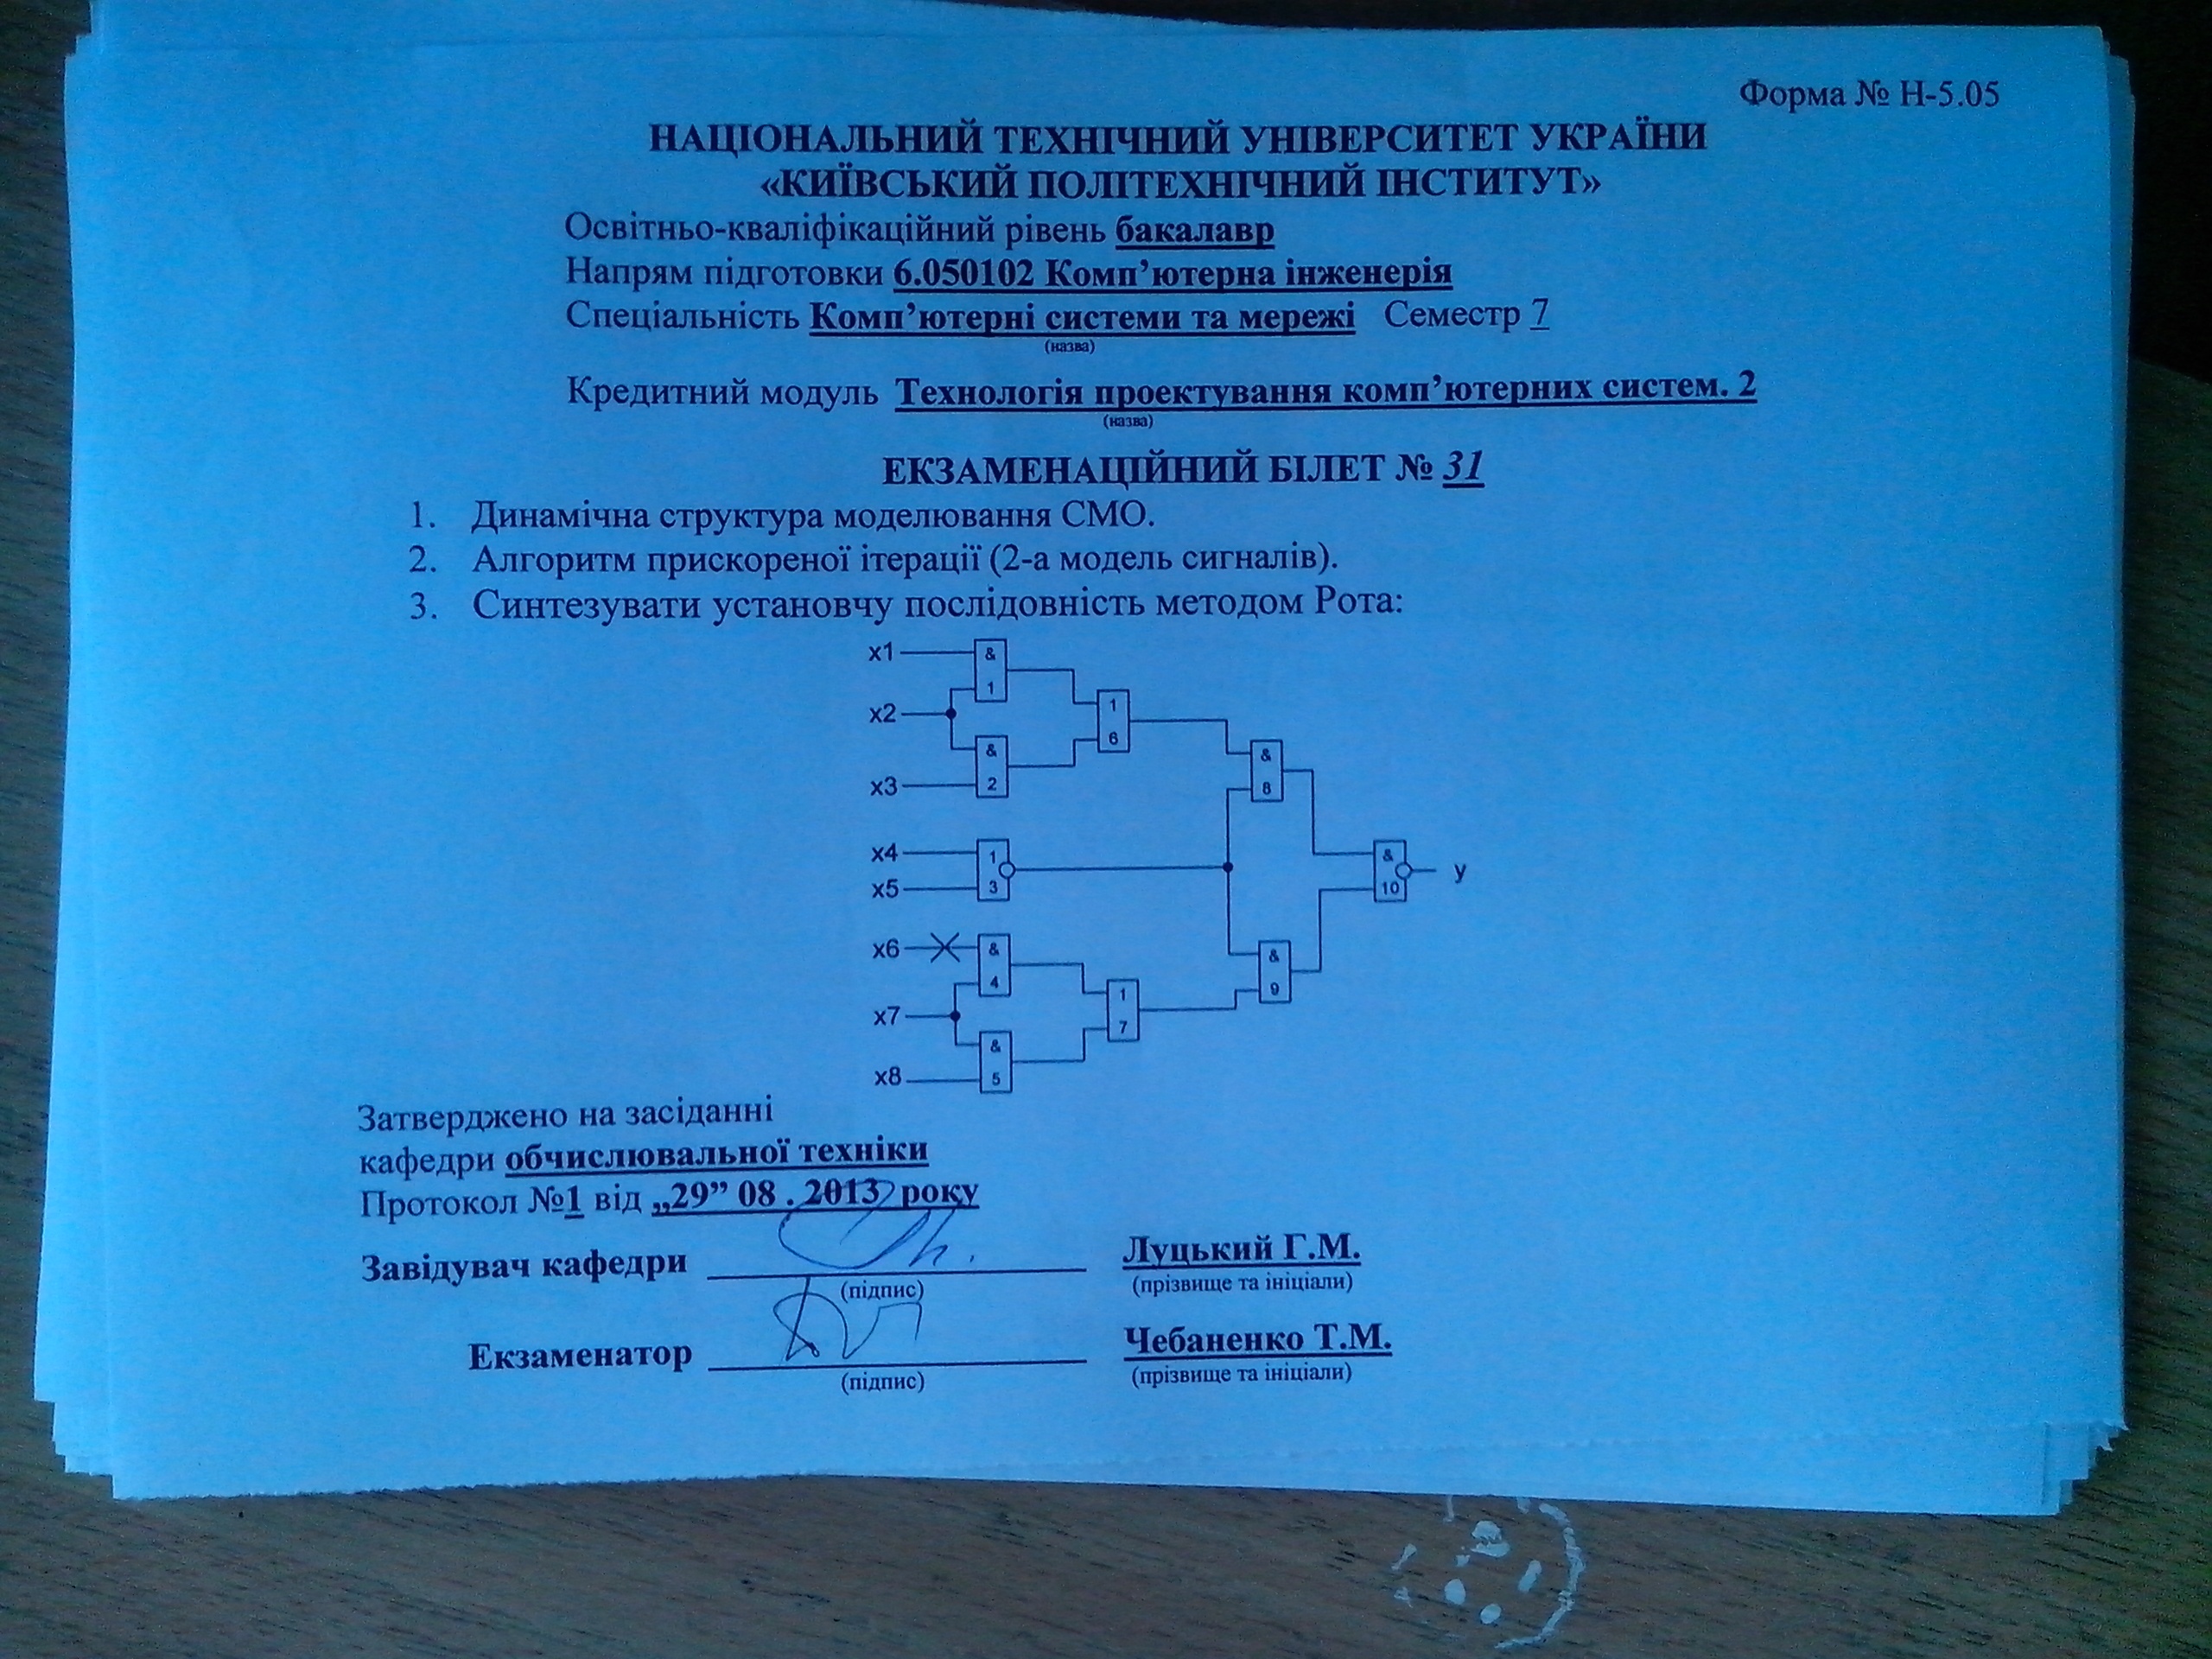 Форма № Н-5.05
НАЦІОНАЛЬНИЙ ТЕХНІЧНИЙ УНІВЕРСИТЕТ УКРАЇНИ
«КИЇВСЬКИЙ ПОЛІТЕХНІЧНИЙ ІНСТИТУТ»
Освітньо-кваліфікаційний рівень бакалавр
Напрям підготовки 6.050102 Комп’ютерна інженерія
Спеціальність Комп’ютерні системи та мережі Семестр 7
(назва)
Кредитний модуль Технологія проектування комп’ютерних систем. 2
(назва)
ЕКЗАМЕНАЦІЙНИЙ БІЛЕТ № 31
1. Динамічна структура моделювання СМО.
2. Алгоритм прискореної ітерації (2-а модель сигналів).
3. Синтезувати установчу послідовність методом Рота:
x1
&
1
x2
1
6
&
2
x3
&
8
x4
1
3
x5
&
10
y
x6
&
4
&
9
x7
1
7
&
5
x8
Затверджено на засіданні
кафедри обчислювальної техніки
Протокол №1 від „29” 08 . 2013 року
Завідувач кафедри
Луцький Г.М.
(підпис)
(прізвище та ініціали)
Екзаменатор
Чебаненко Т.М.
(підпис)
(прізвище та ініціали)